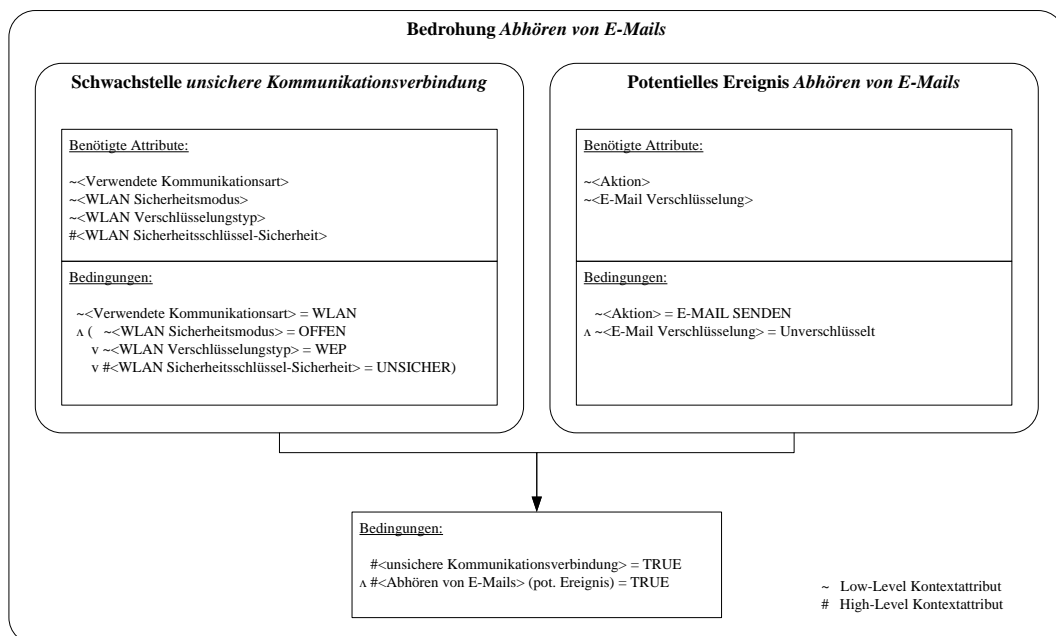 Bedrohung Abhören von E-Mails
Schwachstelle unsichere Kommunikationsverbindung
Benötigte Attribute:
~<Verwendete Kommunikationsart>
~<WLAN Sicherheitsmodus>
~<WLAN Verschlüsselungstyp>
#<WLAN Sicherheitsschlüssel-Sicherheit>
Bedingungen:
~<Verwendete Kommunikationsart> = WLAN
∧ ( ~<WLAN Sicherheitsmodus> = OFFEN
v ~<WLAN Verschlüsselungstyp> = WEP
v #<WLAN Sicherheitsschlüssel-Sicherheit> = UNSICHER)
Potentielles Ereignis Abhören von E-Mails
Benötigte Attribute:
~<Aktion>
~<E-Mail Verschlüsselung>
Bedingungen:
~<Aktion> = E-MAIL SENDEN
∧ ~<E-Mail Verschlüsselung> = Unverschlüsselt
Bedingungen:
#<unsichere Kommunikationsverbindung> = TRUE
∧ #<Abhören von E-Mails> (pot. Ereignis) = TRUE
~ Low-Level Kontextattribut
# High-Level Kontextattribut